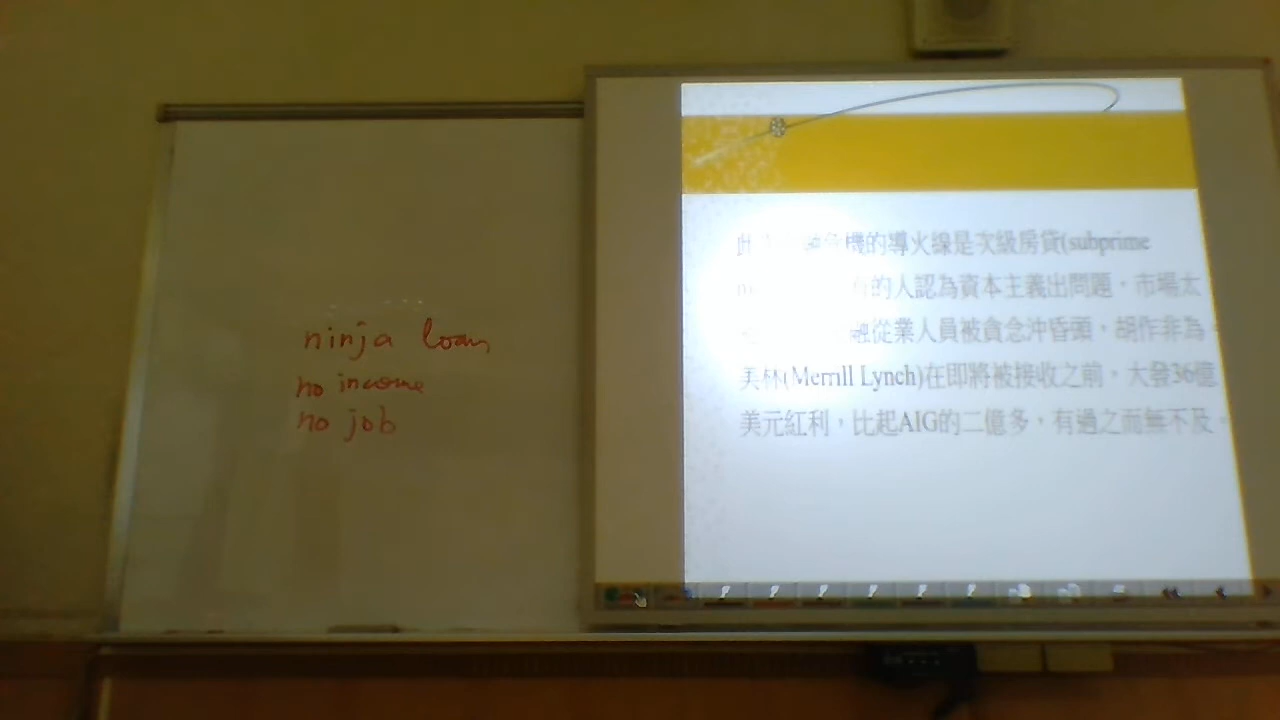 ninja loan
no income
no job
此 危機的導火線是次級房貸(subprime
的人認為資本主義出問題，市場太
融從業人員被貪念沖昏頭，胡作非為。
美林(Merrill Lynch)在即將被接收之前，大發36億
美元紅利，比起AIG的二億多，有過之而無不及。